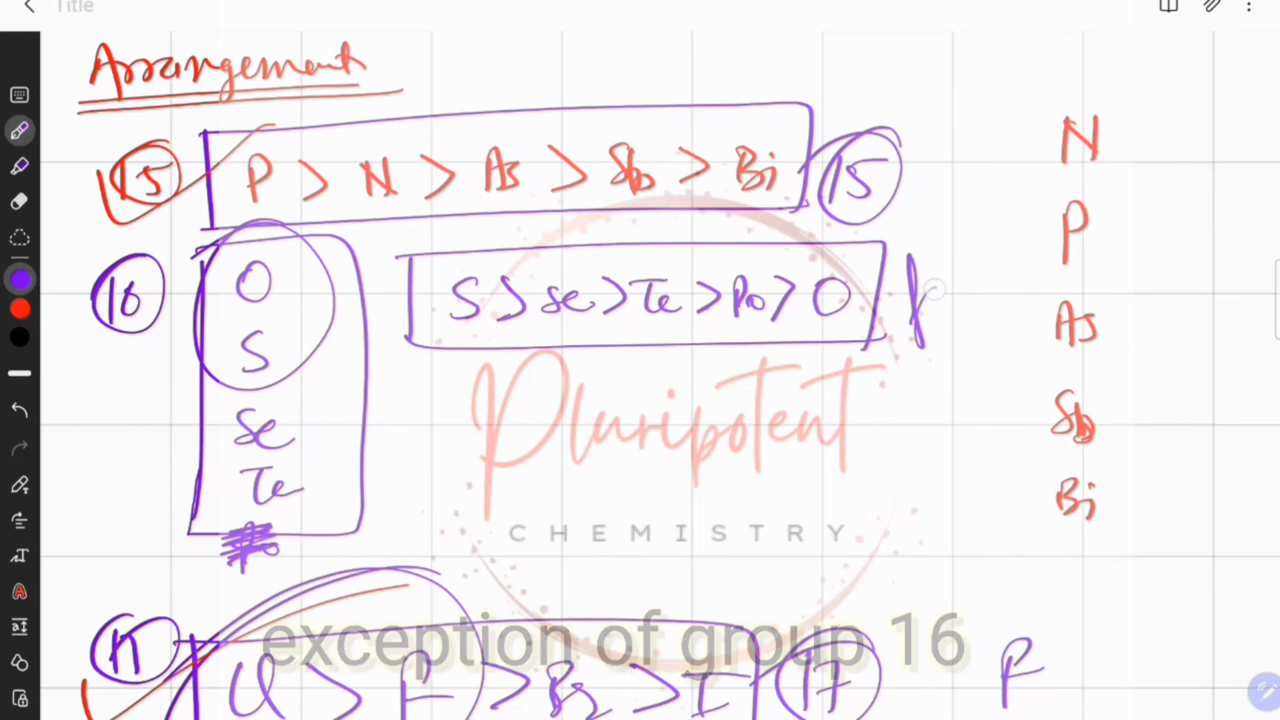 Title
Arrangement
15 P > N > As > Sb > Bi 15
N
P
16 O S > Se > Te > Po > O
S
As
Se
Sb
Te
Bi
Pluripotent
CHEMISTRY
exception of group 16
17 Cl > F > Br > I 17 F